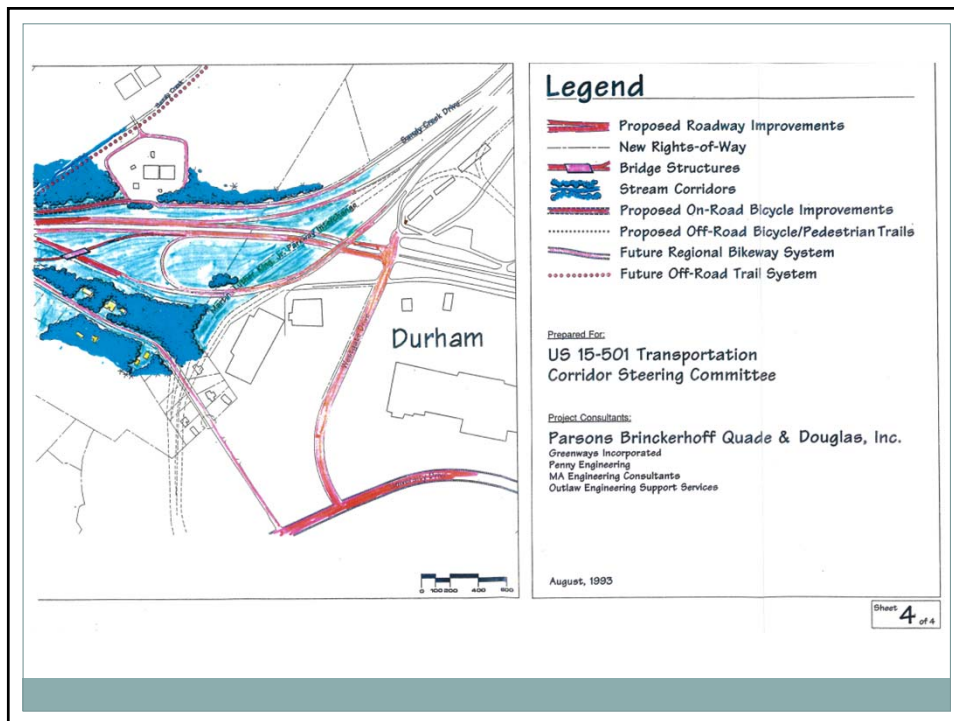 Sandy Creek
Sandy Creek Drive
Durham
0 100 200 400 600
Legend
Proposed Roadway Improvements
New Rights-of-Way
Bridge Structures
Stream Corridors
Proposed On-Road Bicycle Improvements
Proposed Off-Road Bicycle/Pedestrian Trails
Future Regional Bikeway System
Future Off-Road Trail System
Prepared For:
US 15-501 Transportation
Corridor Steering Committee
Project Consultants:
Parsons Brinckerhoff Quade & Douglas, Inc.
Greenways Incorporated
Penny Engineering
MA Engineering Consultants
Outlaw Engineering Support Services
August, 1993
Sheet 4 of 4